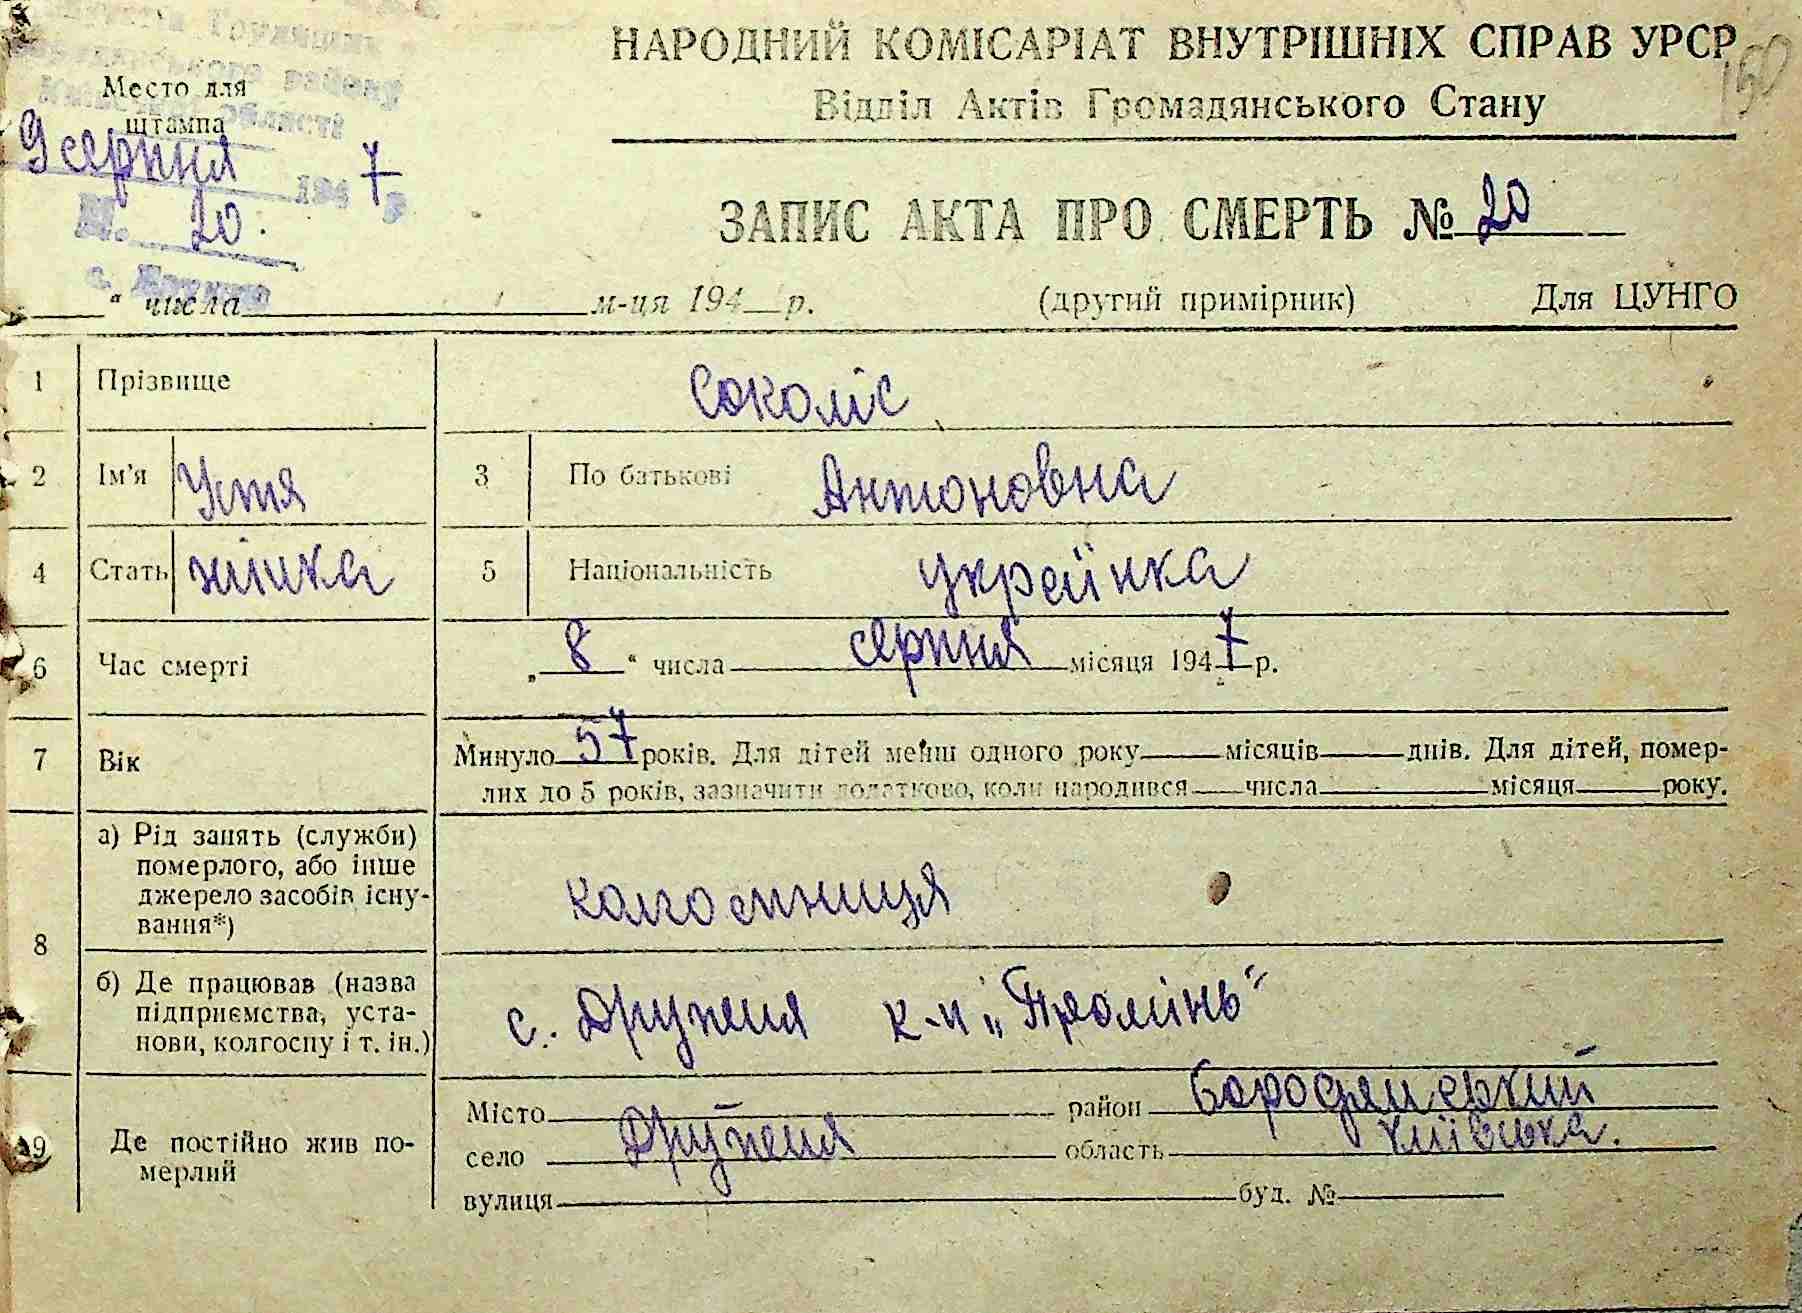 НАРОДНИЙ КОМІСАРІАТ ВНУТРІШНІХ СПРАВ УРСР
150
Відділ Актів Громадянського Стану
Место для
штампа
району
області
9 серпня 1947 р
№. 20.
ЗАПИС АКТА ПРО СМЕРТЬ № 20
“ числа м-ця 194 р. (другий примірник) Для ЦУНГО
1 Прізвище Соколіс
2 Ім'я Устя 3 По батькові Антоновна
4 Стать жінка 5 Національність українка
6 Час смерті „ 8 “ числа серпня місяця 1947 р.
7 Вік Минуло 57 років. Для дітей менш одного року місяців днів. Для дітей, помер-
лих до 5 років, зазначити додатково, коли народився числа місяця року.
8 а) Рід занять (служби)
померлого, або інше
джерело засобів існу-
вання*)
колгоспниця
б) Де працював (назва
підприємства, уста-
нови, колгоспу і т. ін.)
с. Дружня к-п „Промінь“
9 Де постійно жив по-
мерлий
Місто район Бородянський
село Дружня область Київська.
вулиця буд. №